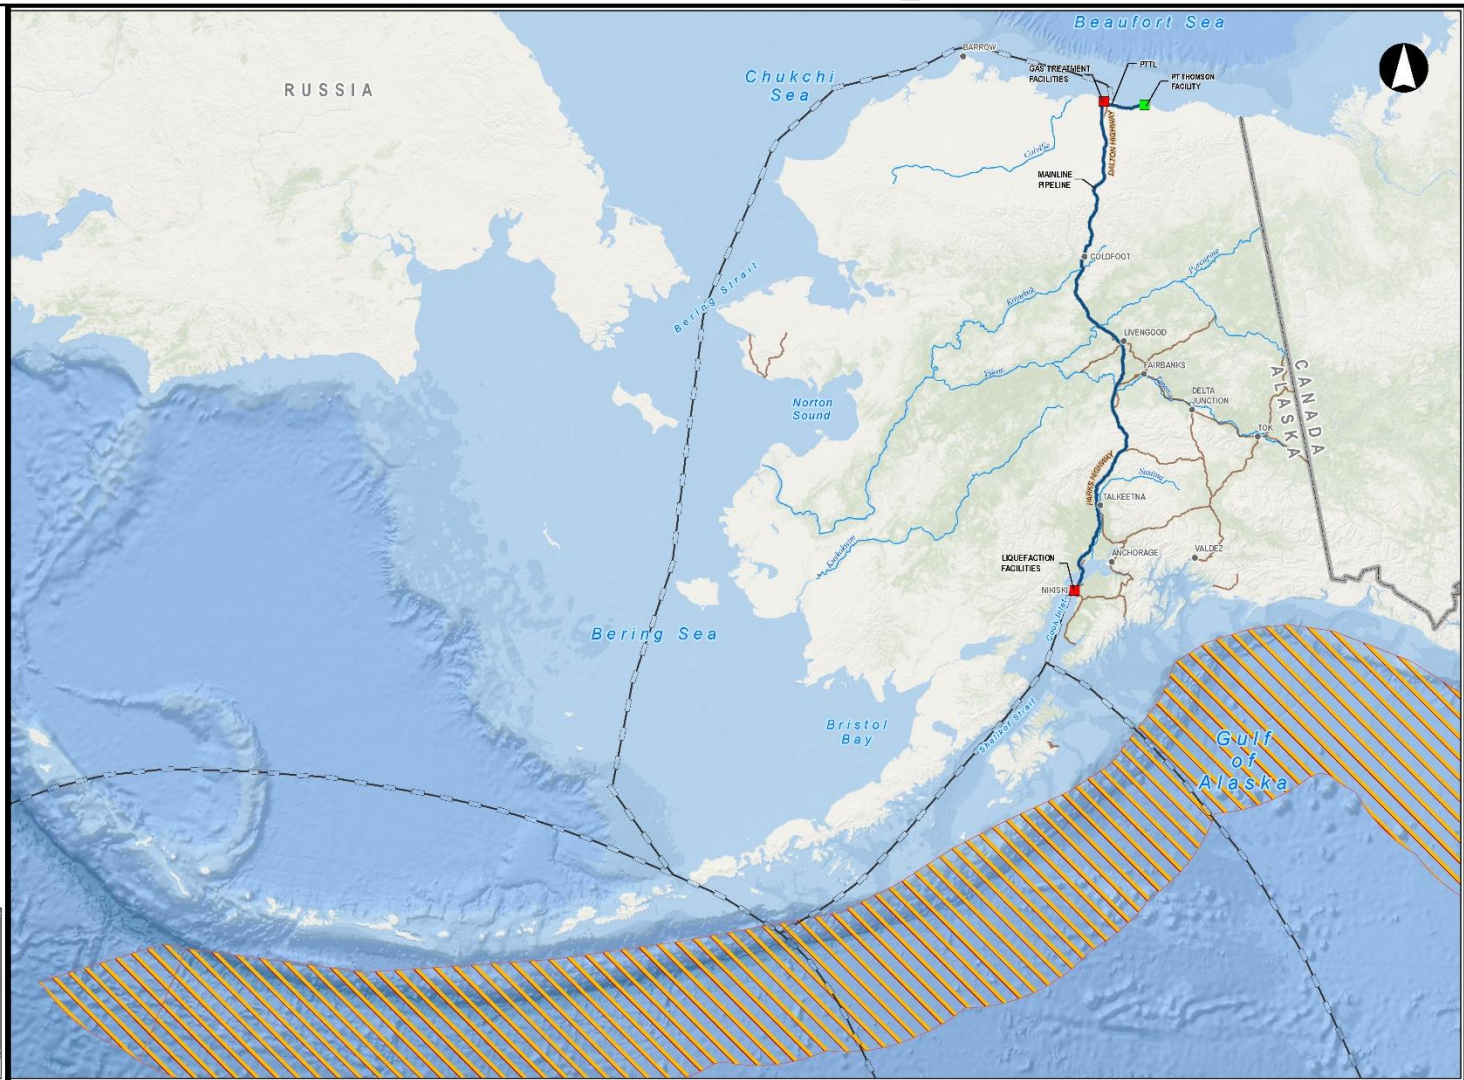 Beaufort Sea
BARROW
Chukchi
Sea
GAS TREATMENT
FACILITIES
PTTL
PT THOMSON
FACILITY
RUSSIA
DALTON HIGHWAY
Colville
MAINLINE
PIPELINE
COLDFOOT
Porcupine
Koyukuk
Bering Strait
LIVENGOOD
FAIRBANKS
Yukon
Tanana
DELTA
JUNCTION
CANADA
ALASKA
Norton
Sound
TOK
PARKS HIGHWAY
Susitna
TALKEETNA
Kuskokwim
ANCHORAGE
VALDEZ
LIQUEFACTION
FACILITIES
NIKISKI
Cook Inlet
Bering Sea
Shelikof Strait
Bristol
Bay
Gulf
of
Alaska